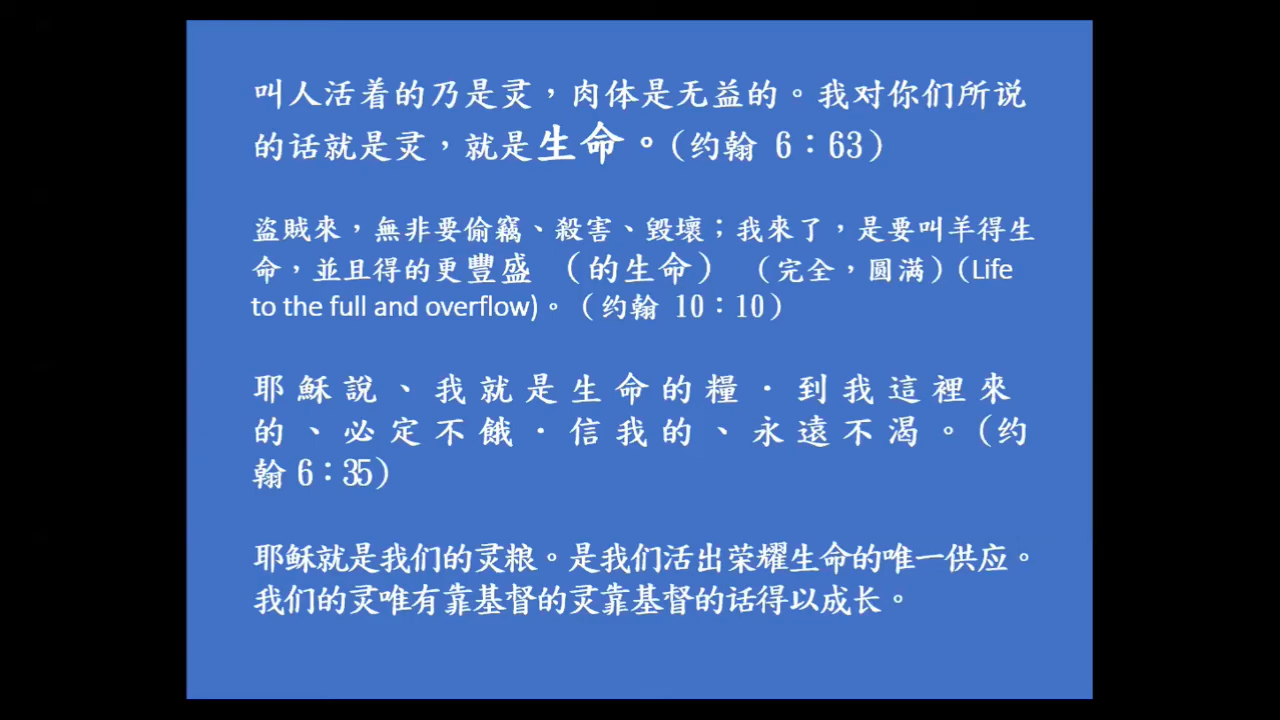 叫人活着的乃是灵，肉体是无益的。我对你们所说
的话就是灵，就是生命。（约翰 6：63）
盜賊來，無非要偷竊、殺害、毀壞；我來了，是要叫羊得生
命，並且得的更豐盛 （的生命） （完全，圓满）(Life
to the full and overflow)。（约翰 10：10）
耶穌說、我就是生命的糧．到我這裡來
的、必定不餓．信我的、永遠不渴。（约
翰 6：35）
耶稣就是我们的灵粮。是我们活出荣耀生命的唯一供应。
我们的灵唯有靠基督的灵靠基督的话得以成长。